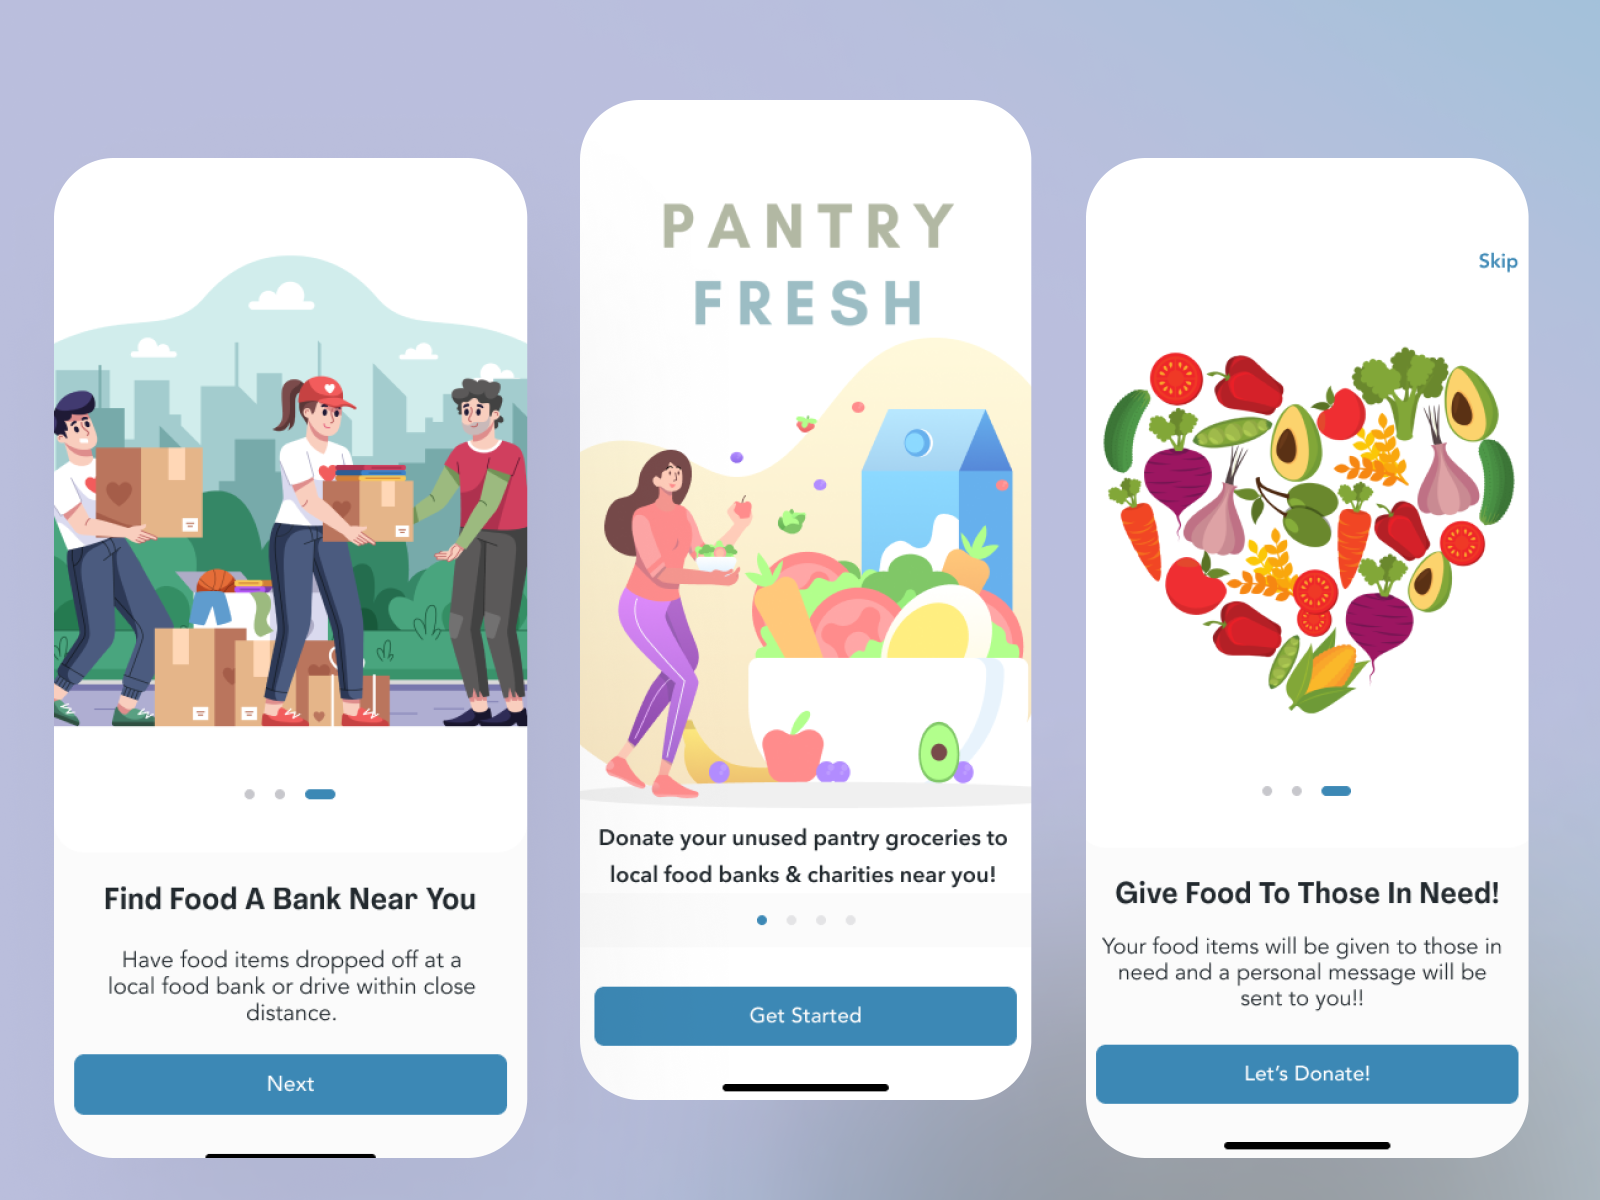 Find Food A Bank Near You
Have food items dropped off at a
local food bank or drive within close
distance.
Next
PANTRY
FRESH
Donate your unused pantry groceries to
local food banks & charities near you!
Get Started
Skip
Give Food To Those In Need!
Your food items will be given to those in
need and a personal message will be
sent to you!!
Let's Donate!